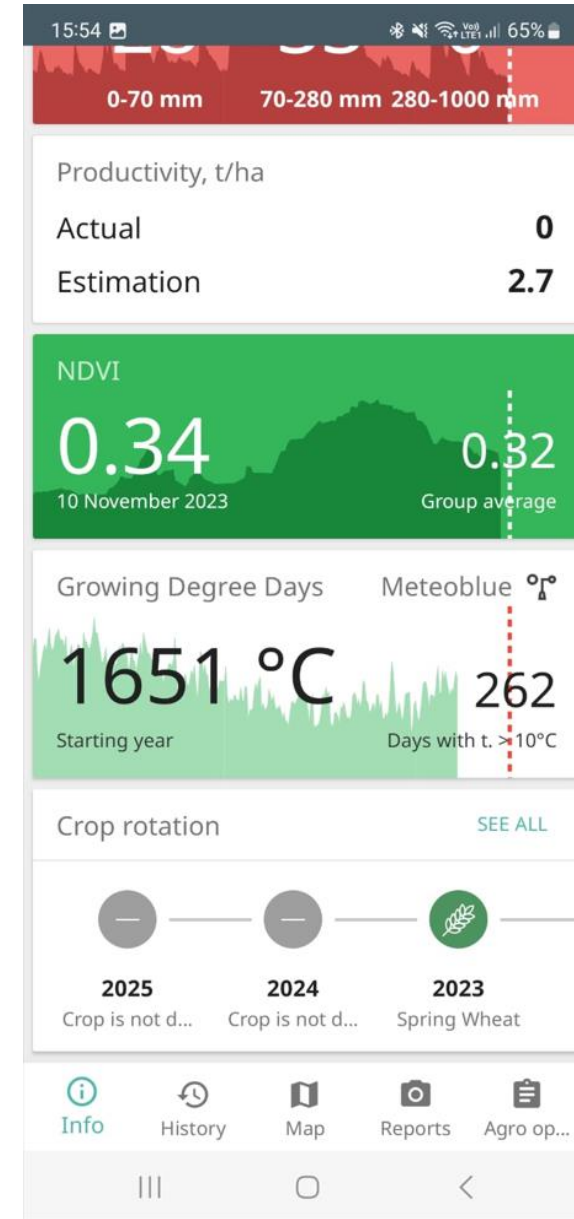 15:54
Vo))
LTE1
65%
0-70 mm 70-280 mm 280-1000 mm
Productivity, t/ha
Actual 0
Estimation 2.7
NDVI
0.34 0.32
10 November 2023 Group average
Growing Degree Days Meteoblue
1651 °C 262
Starting year Days with t. > 10°C
Crop rotation SEE ALL
2025 2024 2023
Crop is not d... Crop is not d... Spring Wheat
Info History Map Reports Agro op...